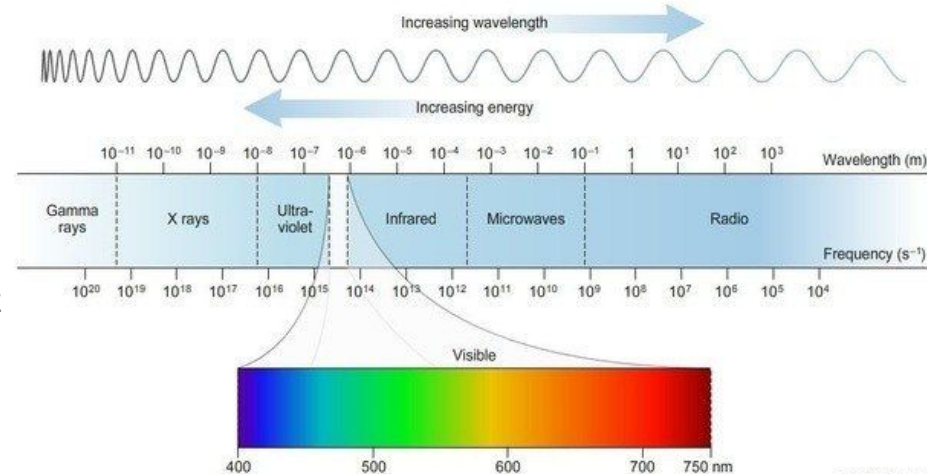 Increasing wavelength
Increasing energy
10⁻¹¹ 10⁻¹⁰ 10⁻⁹ 10⁻⁸ 10⁻⁷ 10⁻⁶ 10⁻⁵ 10⁻⁴ 10⁻³ 10⁻² 10⁻¹ 1 10¹ 10² 10³ Wavelength (m)
Gamma rays
X rays
Ultra-
violet
Infrared
Microwaves
Radio
Frequency (s⁻¹)
10²⁰ 10¹⁹ 10¹⁸ 10¹⁷ 10¹⁶ 10¹⁵ 10¹⁴ 10¹³ 10¹² 10¹¹ 10¹⁰ 10⁹ 10⁸ 10⁷ 10⁶ 10⁵ 10⁴
Visible
400 500 600 700 750 nm